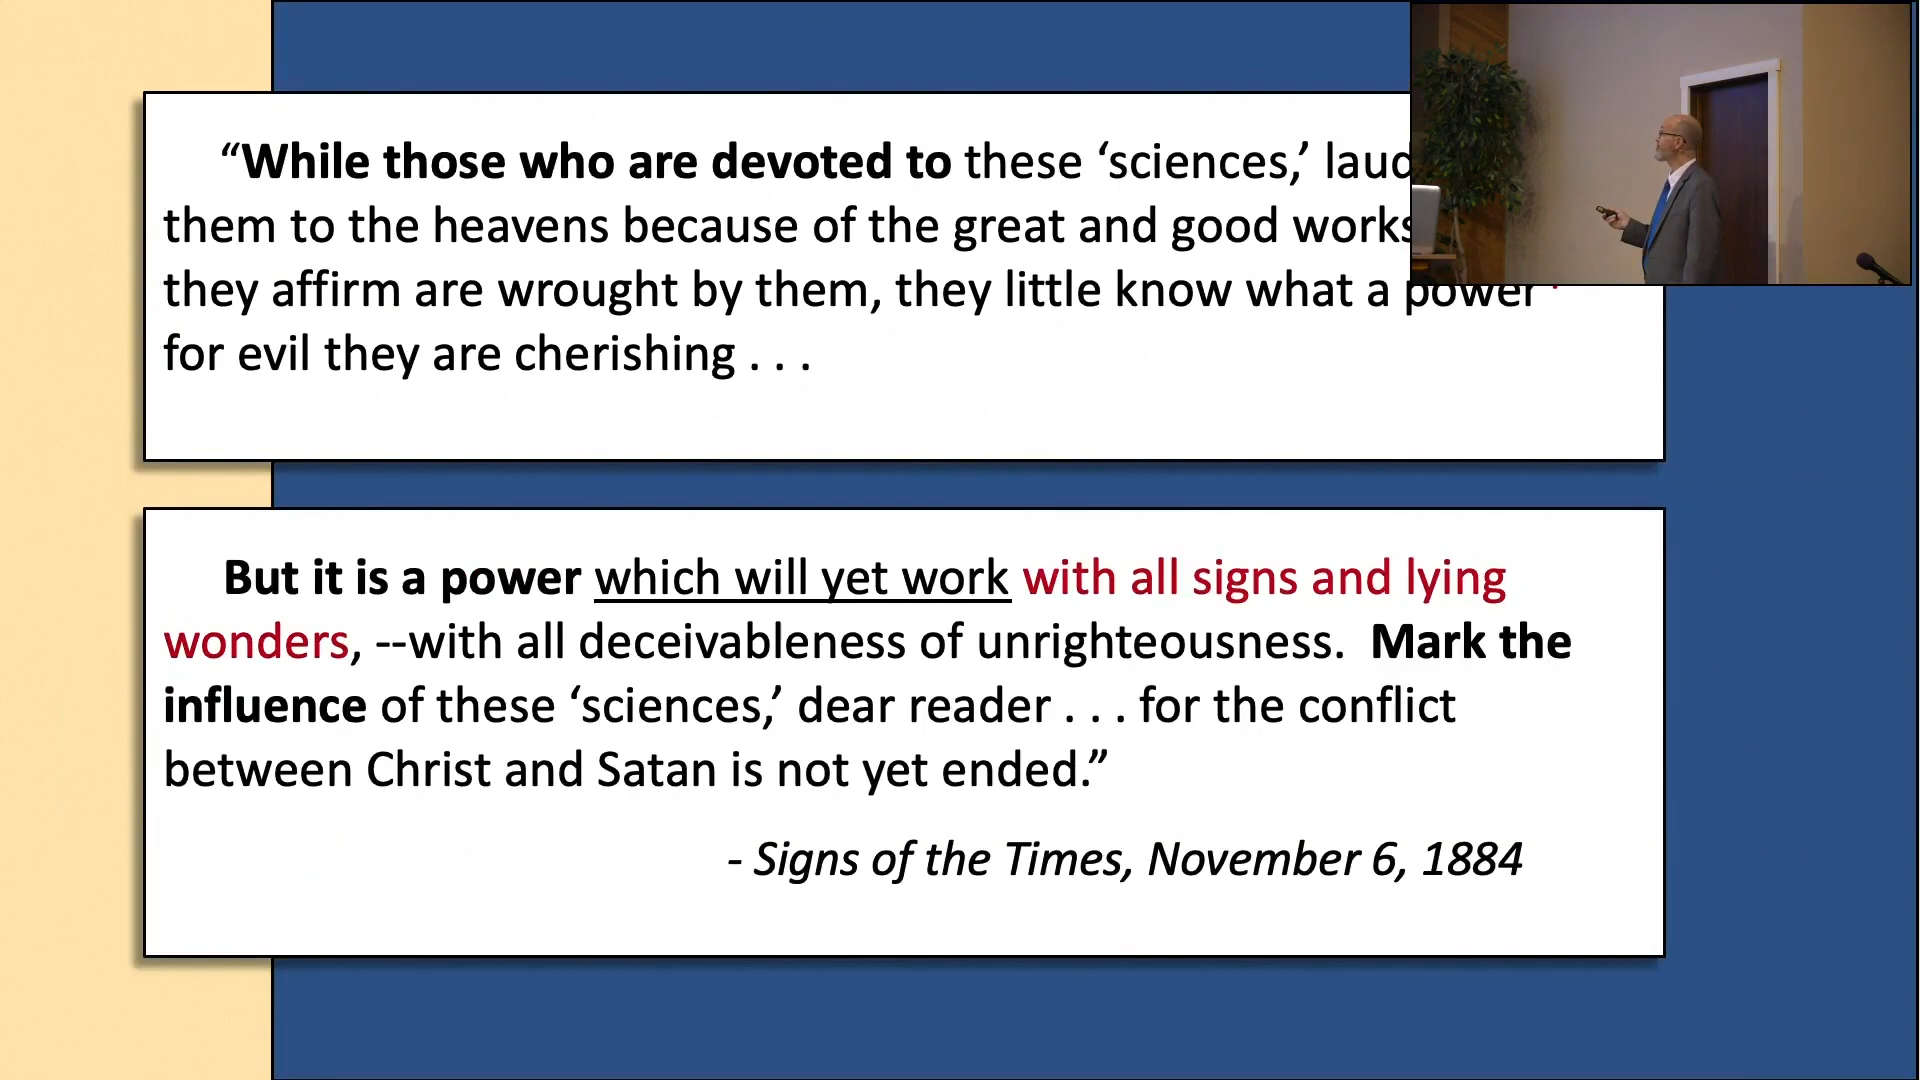 “While those who are devoted to these ‘sciences,’ laud
them to the heavens because of the great and good works
they affirm are wrought by them, they little know what a power
for evil they are cherishing . . .
But it is a power which will yet work with all signs and lying
wonders, --with all deceivableness of unrighteousness.  Mark the
influence of these ‘sciences,’ dear reader . . . for the conflict
between Christ and Satan is not yet ended.”
- Signs of the Times, November 6, 1884